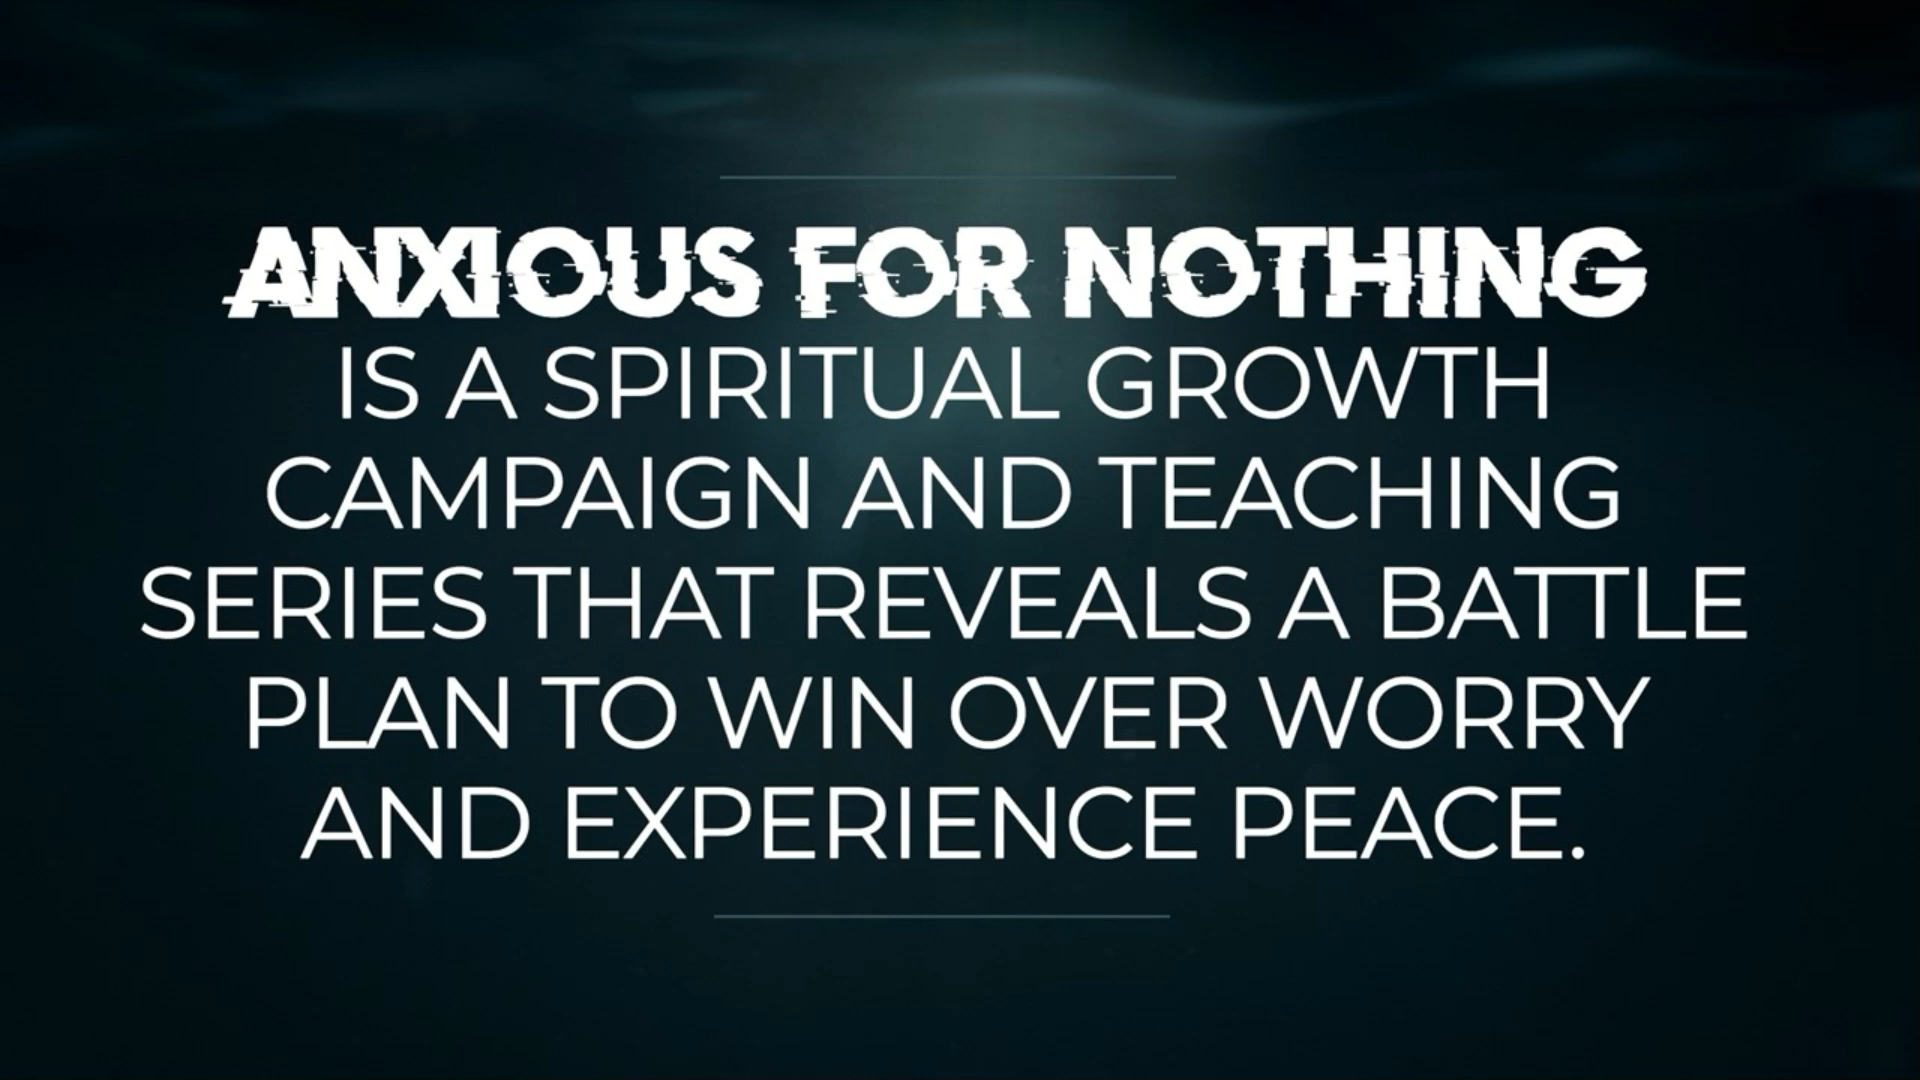 ANXIOUS FOR NOTHING
IS A SPIRITUAL GROWTH
CAMPAIGN AND TEACHING
SERIES THAT REVEALS A BATTLE
PLAN TO WIN OVER WORRY
AND EXPERIENCE PEACE.